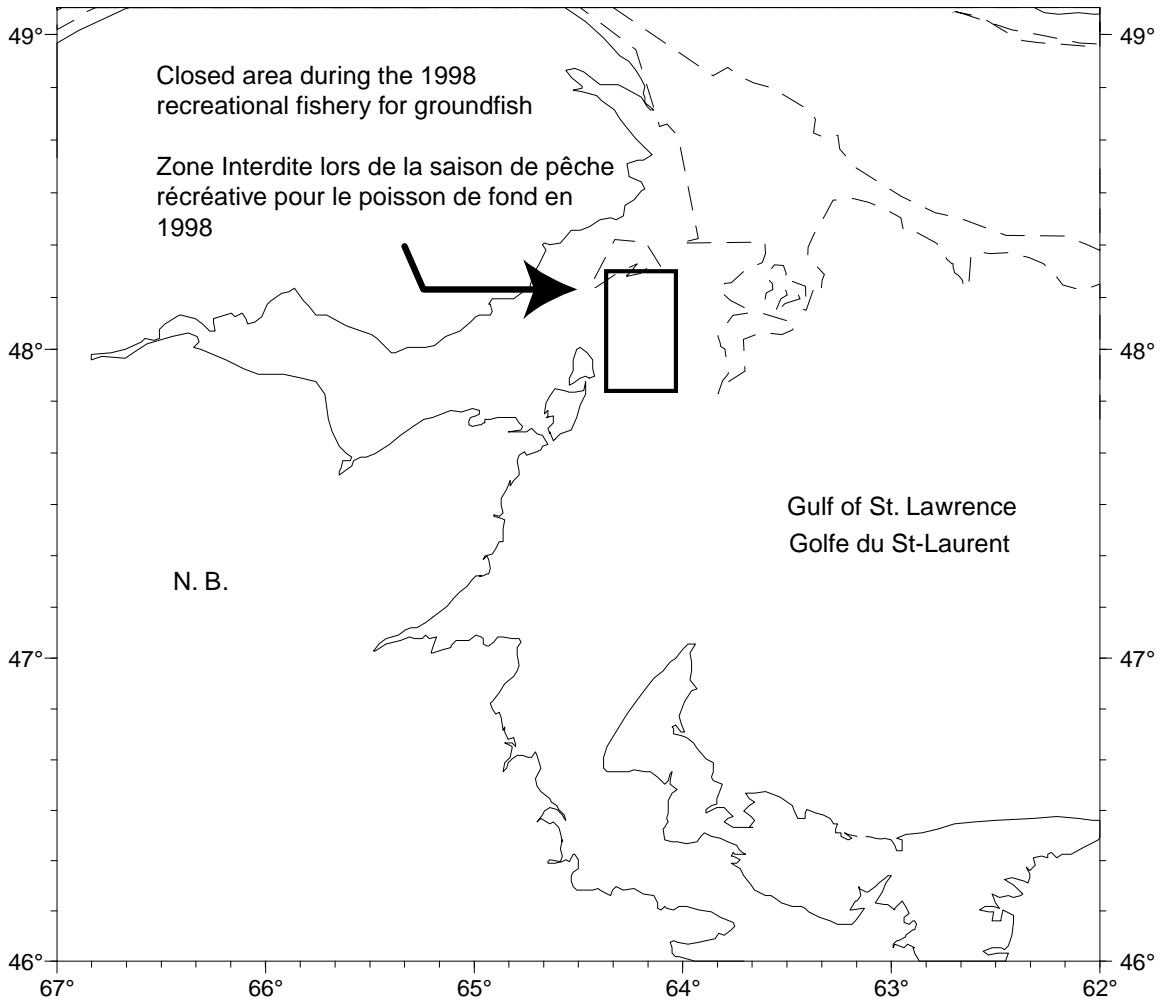 49°
49°
Closed area during the 1998
recreational fishery for groundfish
Zone Interdite lors de la saison de pêche
récréative pour le poisson de fond en
1998
48°
48°
Gulf of St. Lawrence
Golfe du St-Laurent
N. B.
47°
47°
46°
46°
67°
66°
65°
64°
63°
62°